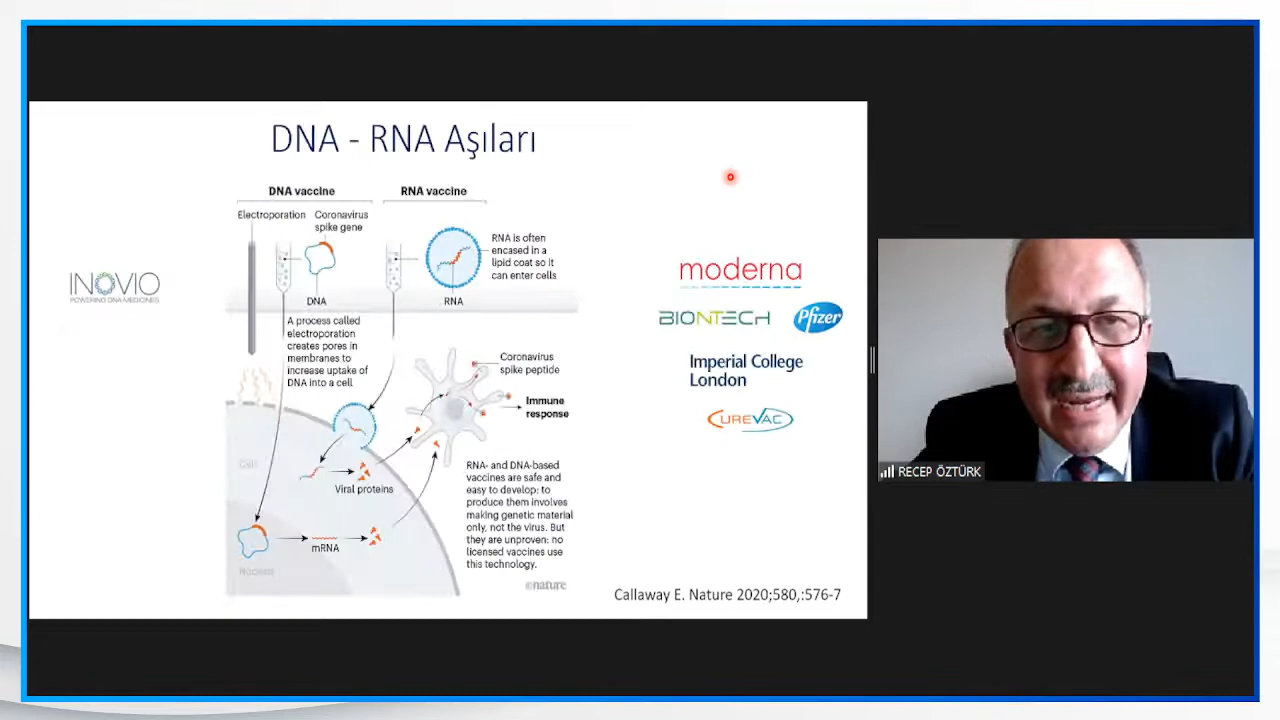 DNA - RNA Aşıları
DNA vaccine
RNA vaccine
Electroporation
Coronavirus
spike gene
RNA is often
encased in a
lipid coat so it
can enter cells
DNA
RNA
INOVIO
POWERING DNA MEDICINES
moderna
BIONTECH
Pfizer
Imperial College
London
CUREVAC
A process called
electroporation
creates pores in
membranes to
increase uptake of
DNA into a cell
Coronavirus
spike peptide
Immune
response
Cell
Viral proteins
RNA- and DNA-based
vaccines are safe and
easy to develop: to
produce them involves
making genetic material
only, not the virus. But
they are unproven: no
licensed vaccines use
this technology.
mRNA
Nucleus
©nature
Callaway E. Nature 2020;580,:576-7
RECEP ÖZTÜRK